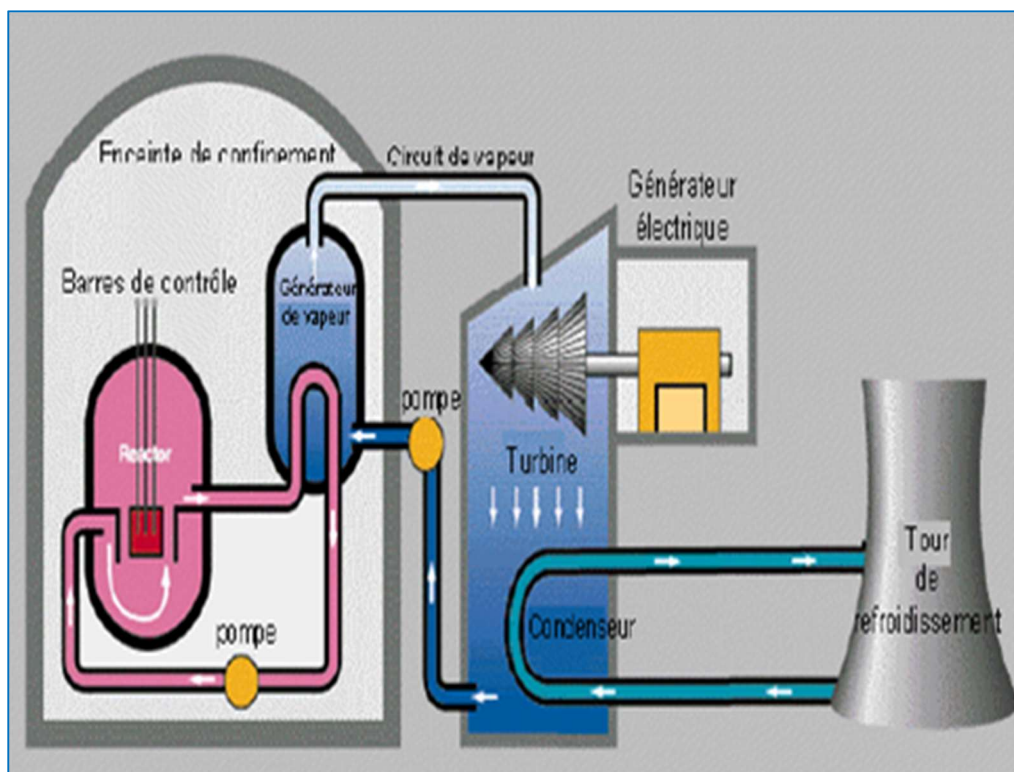 Enceinte de confinement
Circuit de vapeur
Générateur
électrique
Barres de contrôle
Générateur
de vapeur
pompe
Reactor
Turbine
Tour
de
refroidissement
Condenseur
pompe